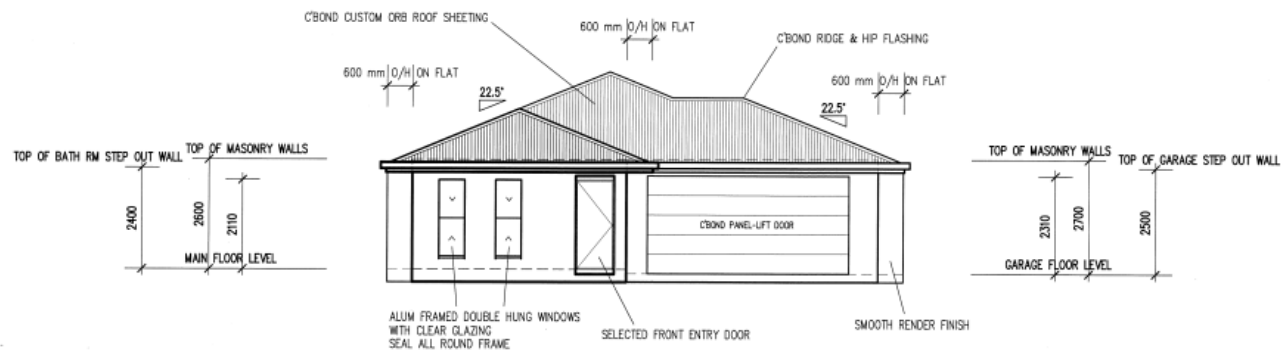 C'BOND CUSTOM ORB ROOF SHEETING
600 mm O/H ON FLAT
C'BOND RIDGE & HIP FLASHING
600 mm O/H ON FLAT
600 mm O/H ON FLAT
22.5°
22.5°
TOP OF BATH RM STEP OUT WALL
TOP OF MASONRY WALLS
TOP OF MASONRY WALLS
TOP OF GARAGE STEP OUT WALL
2400
2600
2110
2310
2700
2500
C'BOND PANEL-LIFT DOOR
MAIN FLOOR LEVEL
GARAGE FLOOR LEVEL
ALUM FRAMED DOUBLE HUNG WINDOWS
WITH CLEAR GLAZING
SEAL ALL ROUND FRAME
SELECTED FRONT ENTRY DOOR
SMOOTH RENDER FINISH